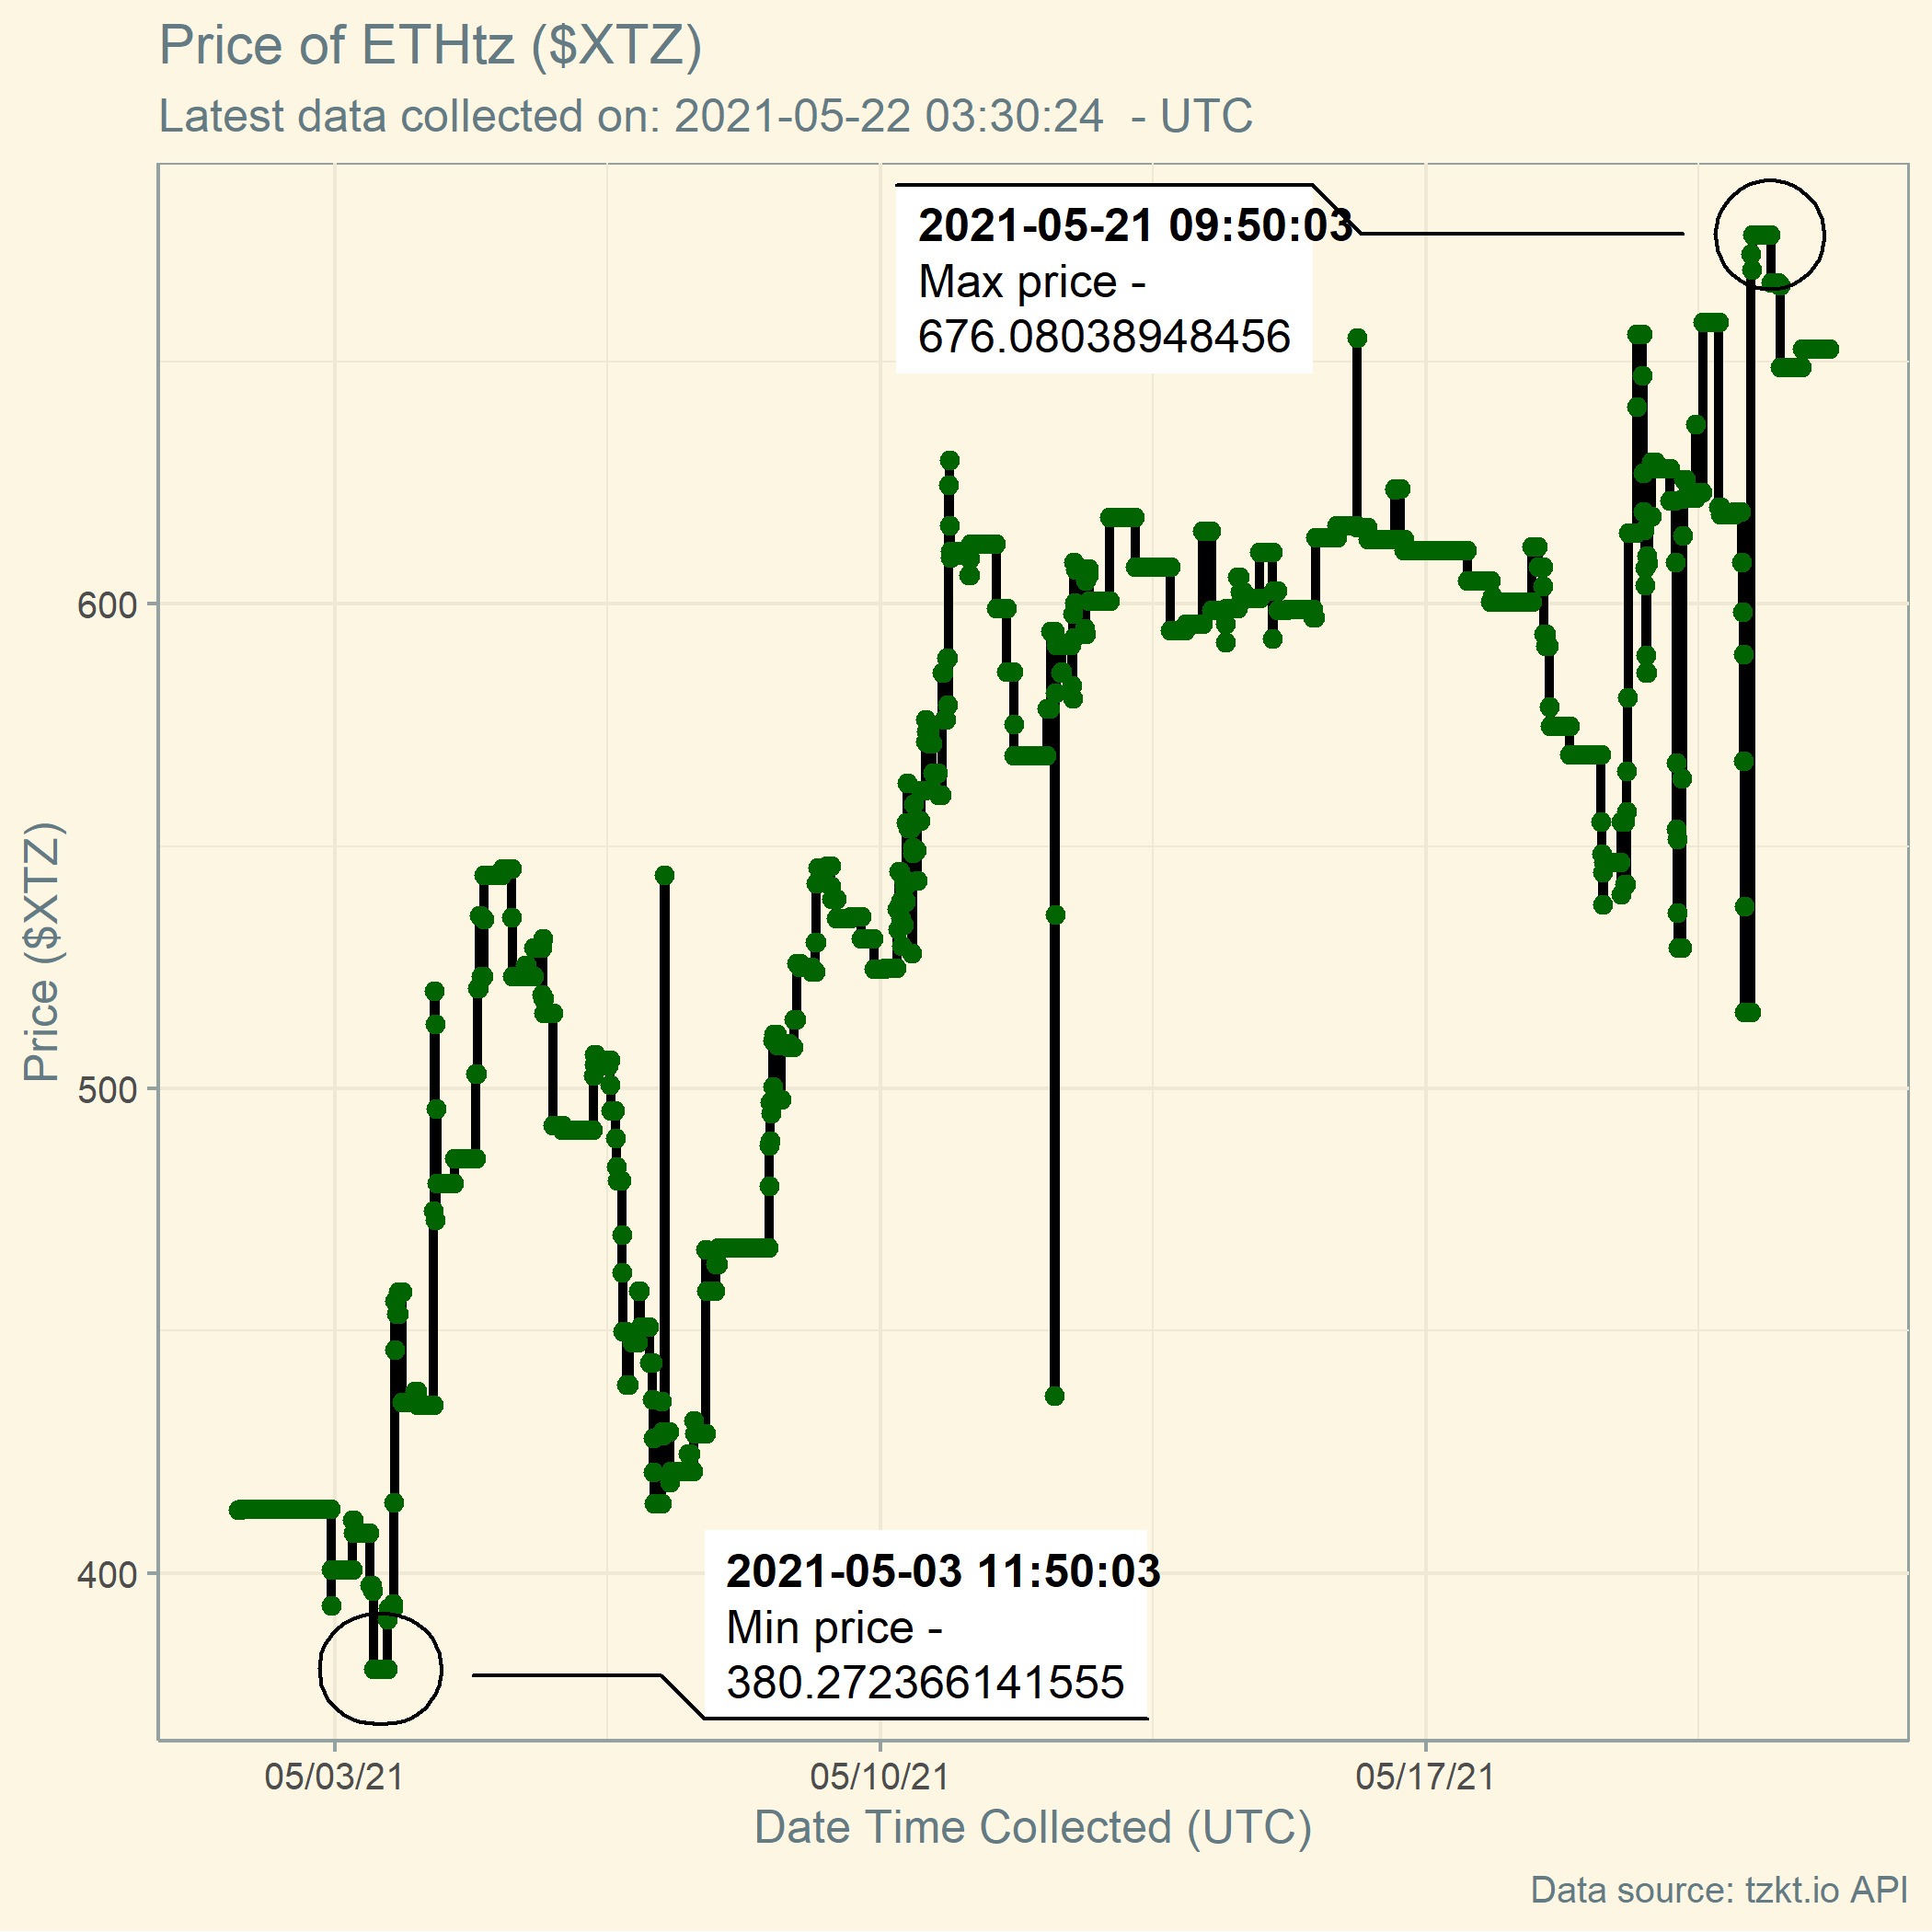 Price of ETHtz ($XTZ)
Latest data collected on: 2021-05-22 03:30:24  - UTC
2021-05-21 09:50:03
Max price -
676.08038948456
600
500
400
Price ($XTZ)
2021-05-03 11:50:03
Min price -
380.272366141555
05/03/21
05/10/21
05/17/21
Date Time Collected (UTC)
Data source: tzkt.io API